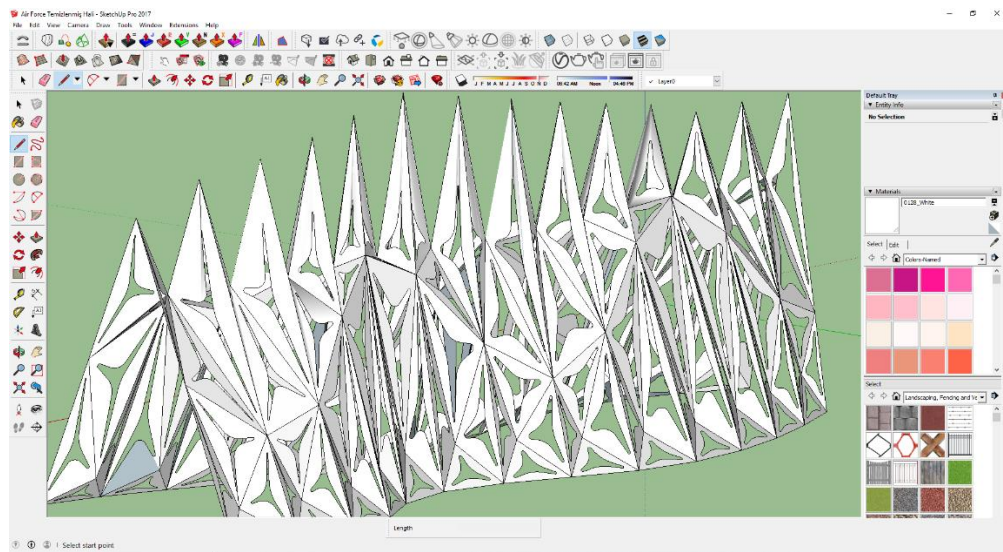 Air Force Temizlenmiş Hali - SketchUp Pro 2017
File Edit View Camera Draw Tools Window Extensions Help
J F M A M J J A S O N D 06:42 AM Noon 04:46 PM Layer0
Default Tray
Entity Info
No Selection
Materials
0128_White
Select Edit
Colors-Named
Select
Landscaping, Fencing and Ve
Length
Select start point